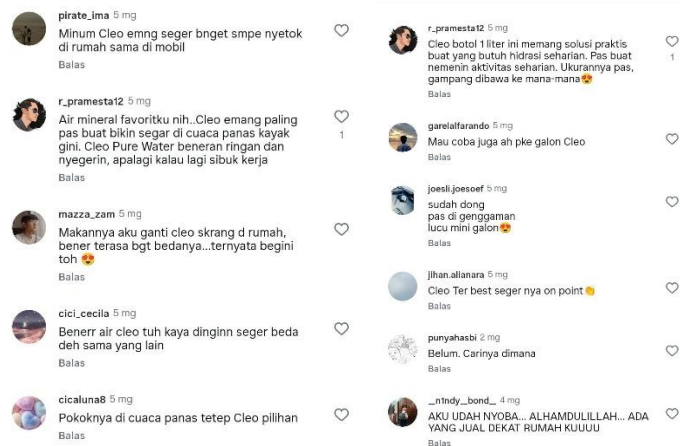 pirate_ima 5 mg
Minum Cleo emng seger bnget smpe nyetok
di rumah sama di mobil
Balas
r_pramesta12 5 mg
Air mineral favoritku nih..Cleo emang paling
pas buat bikin segar di cuaca panas kayak
gini. Cleo Pure Water beneran ringan dan
nyegerin, apalagi kalau lagi sibuk kerja
1
Balas
mazza_zam 5 mg
Makannya aku ganti cleo skrang d rumah,
bener terasa bgt bedanya...ternyata begini
toh 😍
Balas
cici_cecila 5 mg
Benerr air cleo tuh kaya dinginn seger beda
deh sama yang lain
Balas
cicaluna8 5 mg
Pokoknya di cuaca panas tetep Cleo pilihan
Balas
r_pramesta12 5 mg
Cleo botol 1 liter ini memang solusi praktis
buat yang butuh hidrasi seharian. Pas buat
nemenin aktivitas seharian. Ukurannya pas,
gampang dibawa ke mana-mana😍
1
Balas
garelalfarando 5 mg
Mau coba juga ah pke galon Cleo
Balas
joesli.joesoef 5 mg
sudah dong
pas di genggaman
lucu mini galon😍
Balas
jihan.alianara 5 mg
Cleo Ter best seger nya on point👏
Balas
punyahasbi 2 mg
Belum. Carinya dimana
Balas
__n1ndy__bond__ 4 mg
AKU UDAH NYOBA... ALHAMDULILLAH... ADA
YANG JUAL DEKAT RUMAH KUUUU
Balas